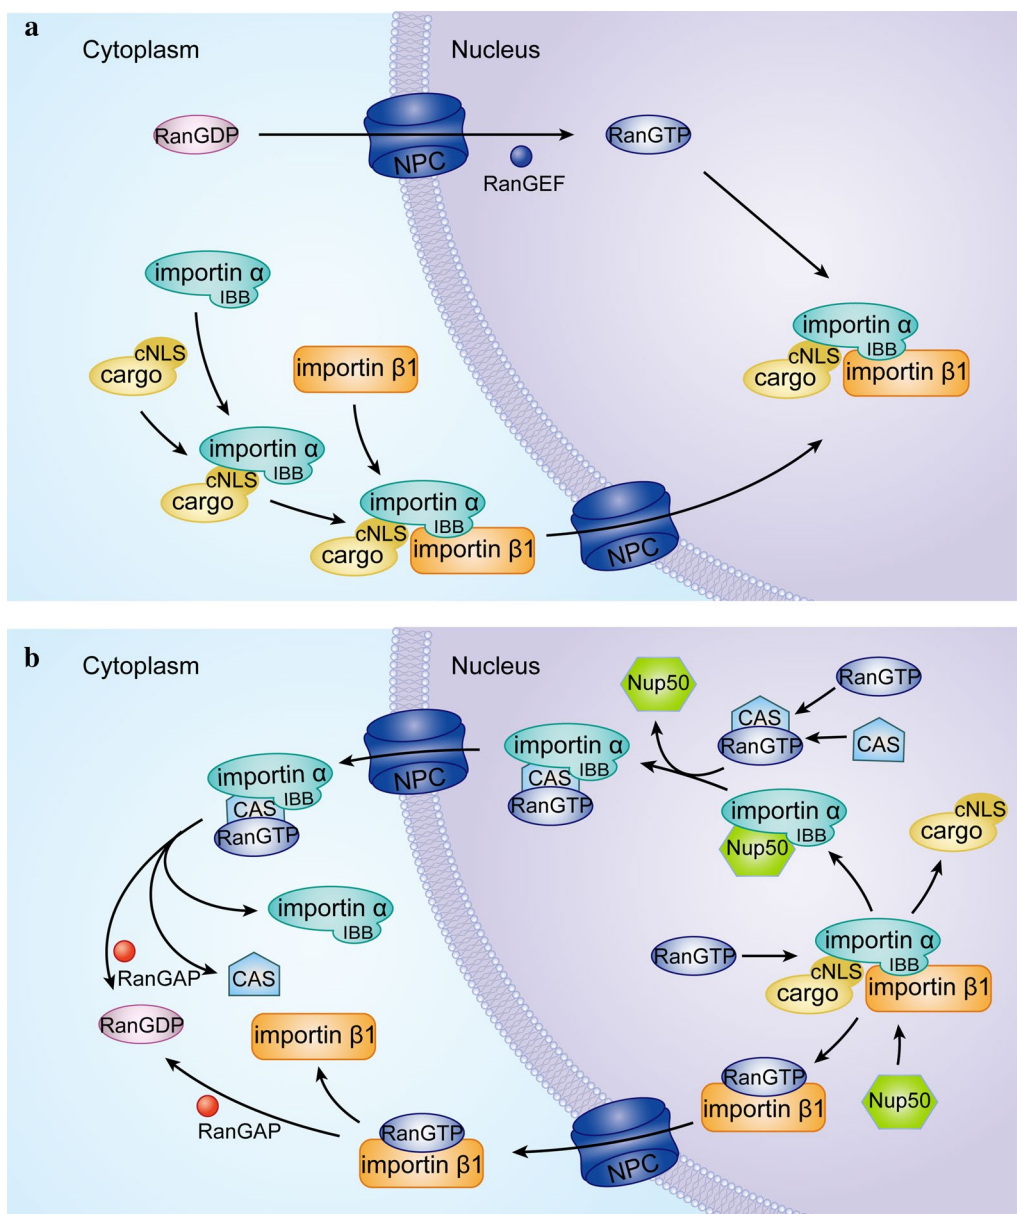 a
Cytoplasm
Nucleus
RanGDP
NPC
RanGEF
RanGTP
importin α
IBB
cNLS
cargo
importin β1
importin α
IBB
cNLS
cargo
importin α
IBB
cNLS
cargo
importin β1
NPC
importin α
IBB
cNLS
cargo
importin β1
b
Cytoplasm
Nucleus
Nup50
RanGTP
CAS
RanGTP
CAS
importin α
IBB
CAS
RanGTP
NPC
importin α
IBB
CAS
RanGTP
importin α
IBB
Nup50
cNLS
cargo
importin α
IBB
CAS
RanGAP
RanGDP
RanGTP
importin α
IBB
cNLS
cargo
importin β1
importin β1
RanGTP
importin β1
Nup50
RanGAP
RanGTP
importin β1
NPC